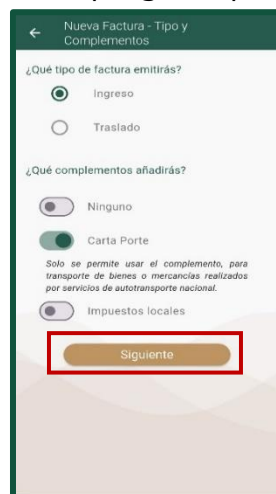 Nueva Factura - Tipo y
Complementos
¿Qué tipo de factura emitirás?
Ingreso
Traslado
¿Qué complementos añadirás?
Ninguno
Carta Porte
Solo se permite usar el complemento, para
transporte de bienes o mercancías realizados
por servicios de autotransporte nacional.
Impuestos locales
Siguiente